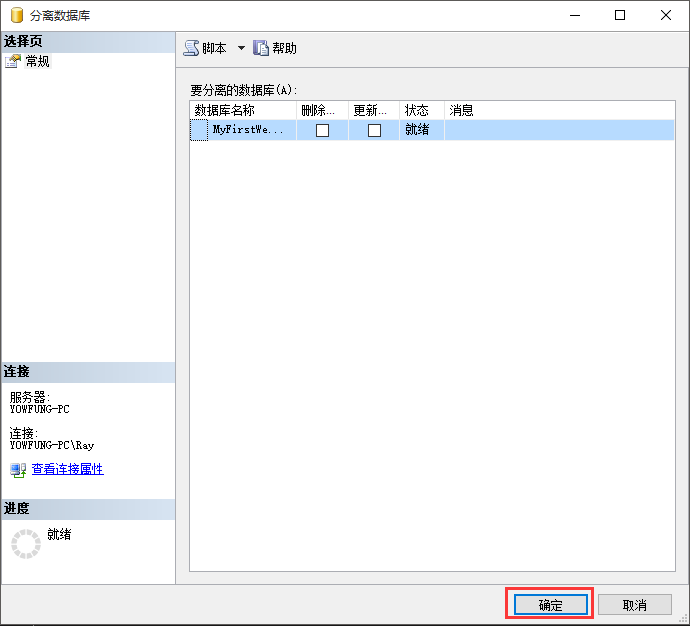 分离数据库
选择页
常规
脚本
帮助
要分离的数据库(A):
数据库名称 删除... 更新... 状态 消息
MyFirstWe... 就绪
连接
服务器:
YOWFUNG-PC
连接:
YOWFUNG-PC\Ray
查看连接属性
进度
就绪
确定
取消